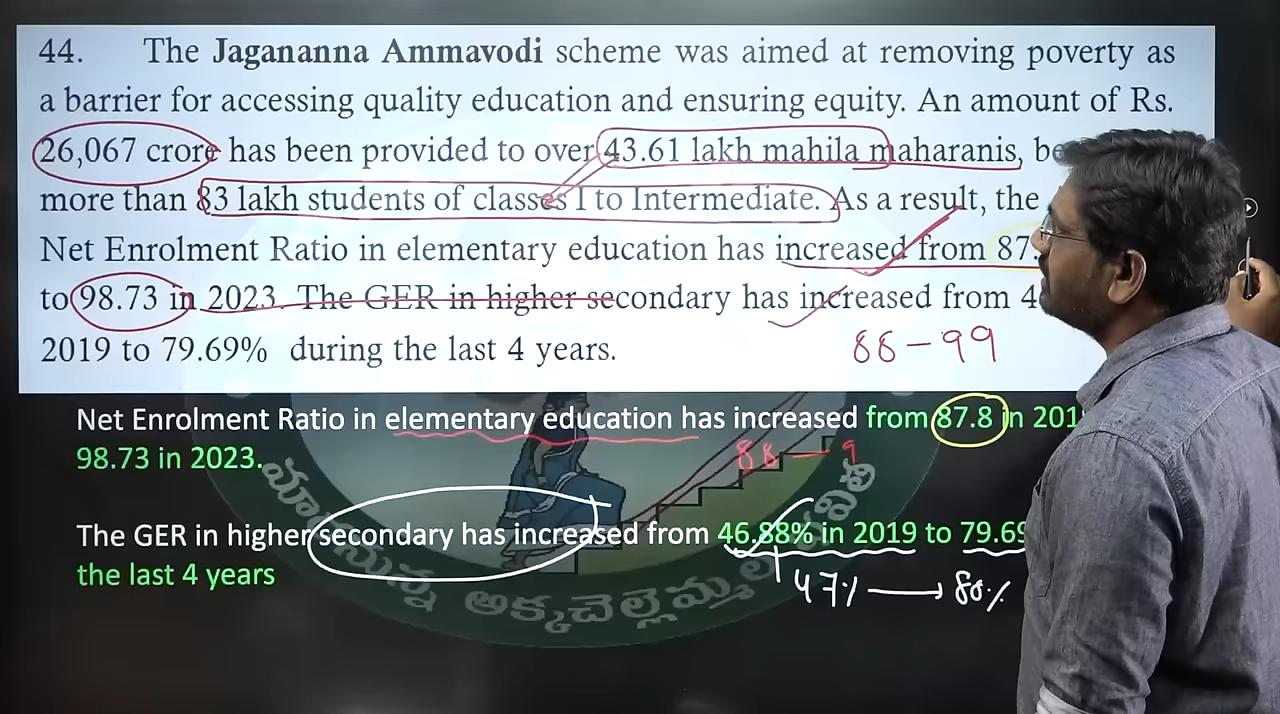 44. The Jagananna Ammavodi scheme was aimed at removing poverty as
a barrier for accessing quality education and ensuring equity. An amount of Rs.
26,067 crore has been provided to over 43.61 lakh mahila maharanis,
more than 83 lakh students of classes I to Intermediate. As a result, the
Net Enrolment Ratio in elementary education has increased from 87.
to 98.73 in 2023. The GER in higher secondary has increased from 4
2019 to 79.69% during the last 4 years.
88-99
Net Enrolment Ratio in elementary education has increased from 87.8 in 201
98.73 in 2023.
88 — 9
The GER in higher secondary has increased from 46.88% in 2019 to 79.69
the last 4 years
47% → 80%
అక్కచెల్లెమ్మల